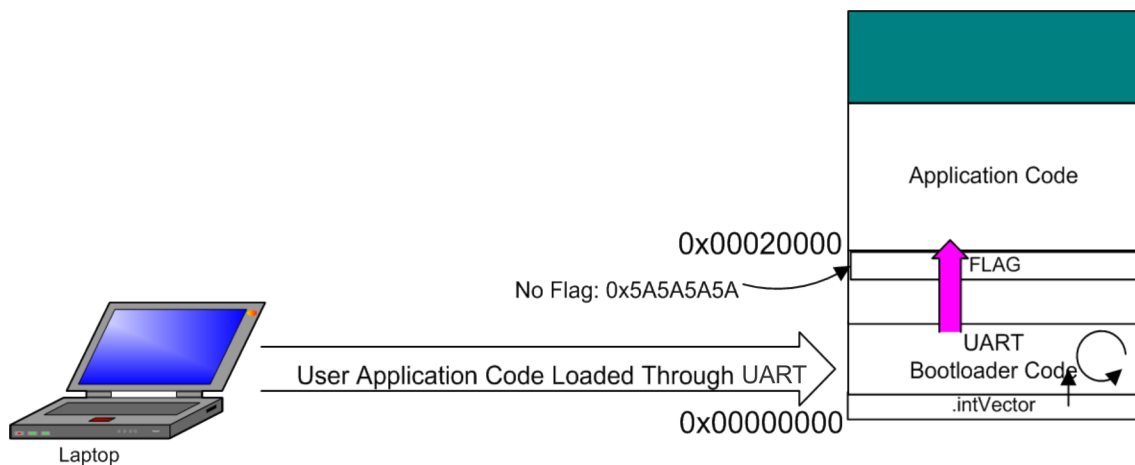 Application Code
0x00020000
FLAG
No Flag: 0x5A5A5A5A
UART
Bootloader Code
User Application Code Loaded Through UART
.intVector
0x00000000
Laptop